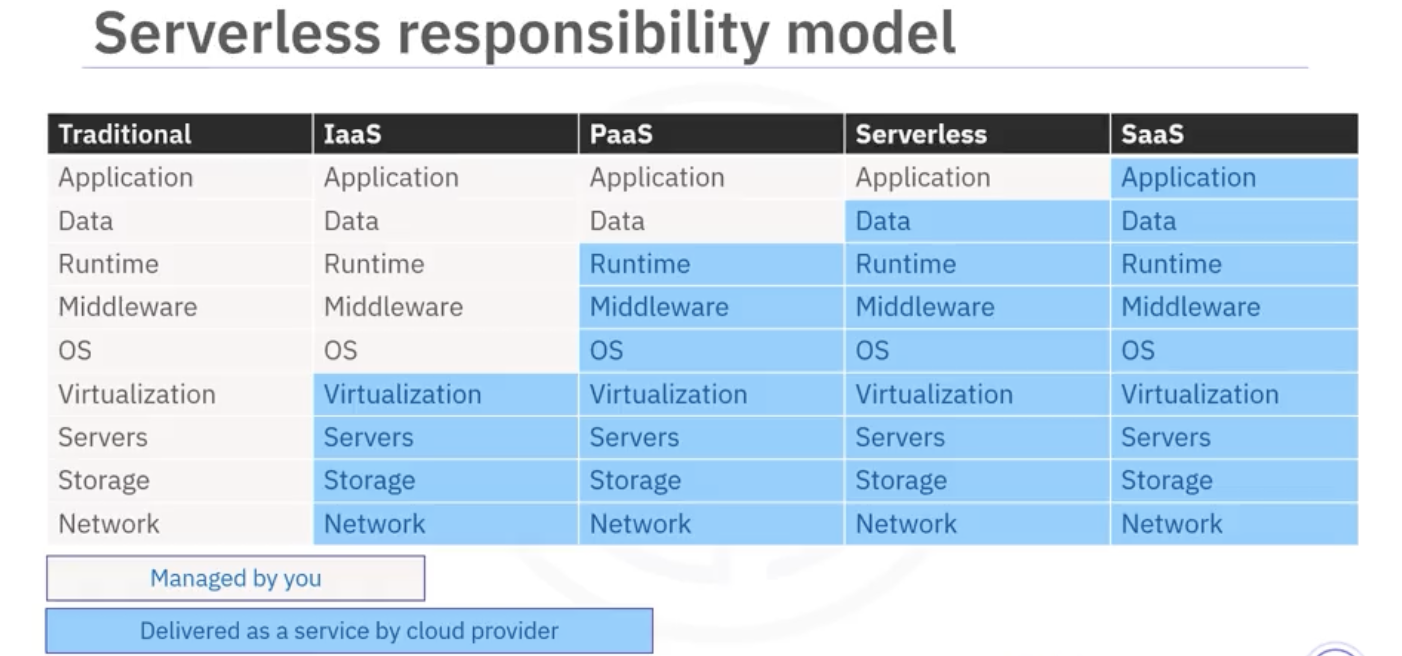 Serverless responsibility model
Traditional IaaS PaaS Serverless SaaS
Application Application Application Application Application
Data Data Data Data Data
Runtime Runtime Runtime Runtime Runtime
Middleware Middleware Middleware Middleware Middleware
OS OS OS OS OS
Virtualization Virtualization Virtualization Virtualization Virtualization
Servers Servers Servers Servers Servers
Storage Storage Storage Storage Storage
Network Network Network Network Network
Managed by you
Delivered as a service by cloud provider